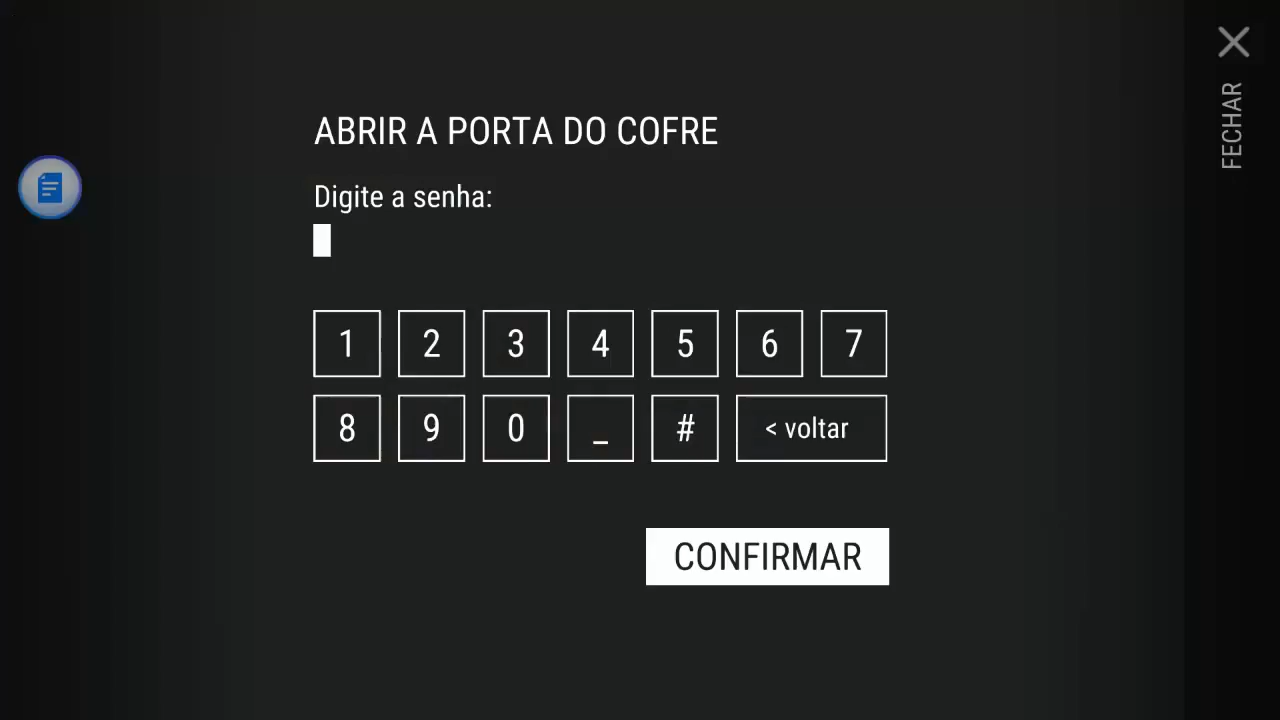 ABRIR A PORTA DO COFRE
Digite a senha:
1 2 3 4 5 6 7
8 9 0 _ # < voltar
CONFIRMAR
FECHAR